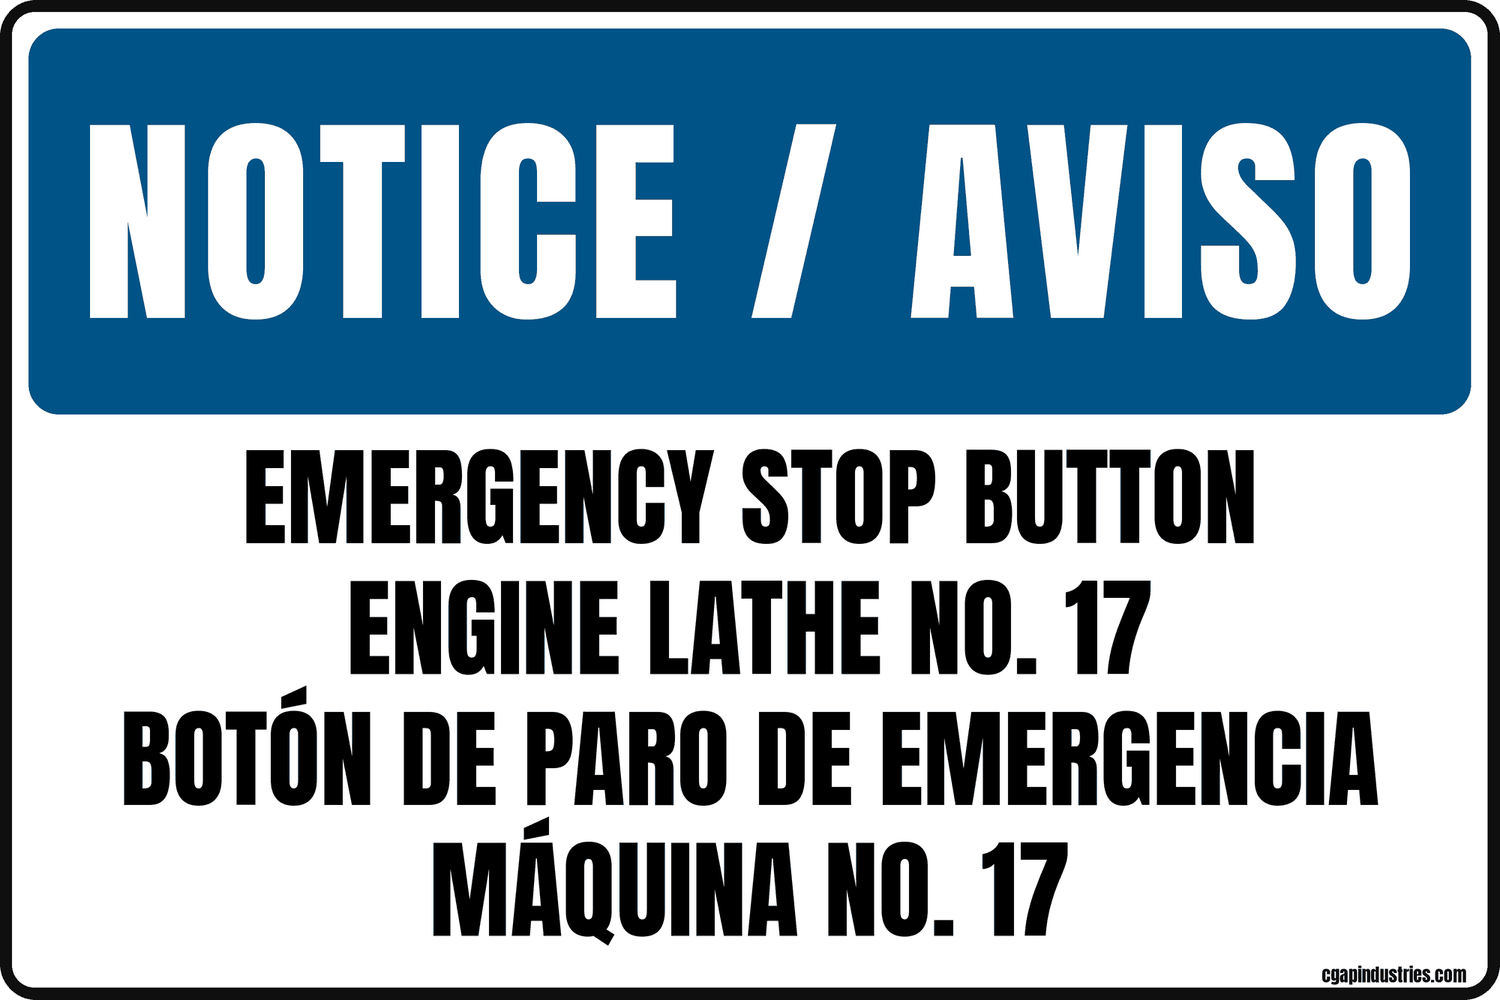 NOTICE / AVISO
EMERGENCY STOP BUTTON
ENGINE LATHE NO. 17
BOTÓN DE PARO DE EMERGENCIA
MÁQUINA NO. 17
cgapindustries.com